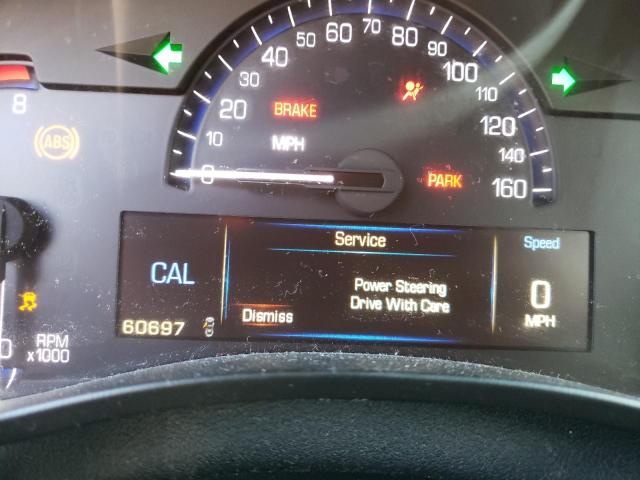 60
70
80
50
90
40
100
30
110
20
BRAKE
120
8
ABS
10
MPH
140
0
PARK
160
Service
Speed
CAL
Power Steering
Drive With Care
0
MPH
60697
Dismiss
0
RPM
x1000